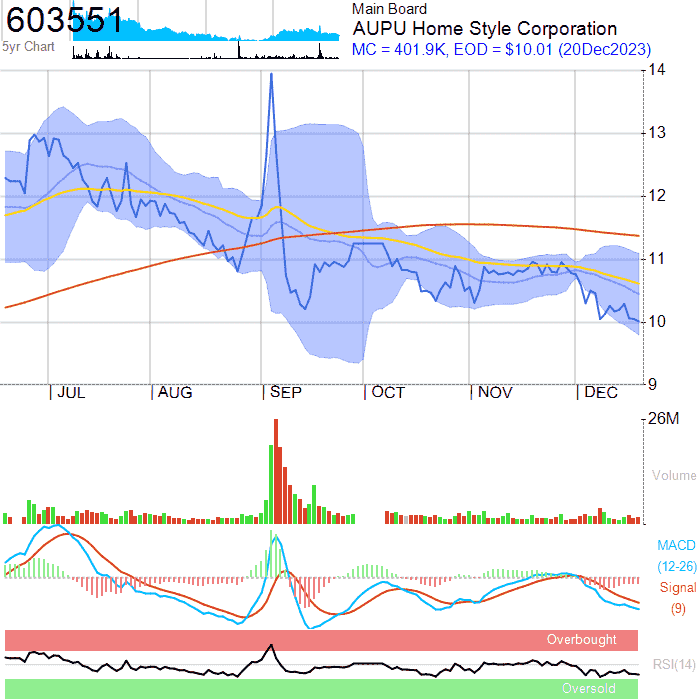 603551
5yr Chart
Main Board
AUPU Home Style Corporation
MC = 401.9K, EOD = $10.01 (20Dec2023)
14
13
12
11
10
9
JUL
AUG
SEP
OCT
NOV
DEC
26M
Volume
MACD
(12-26)
Signal
(9)
Overbought
RSI(14)
Oversold